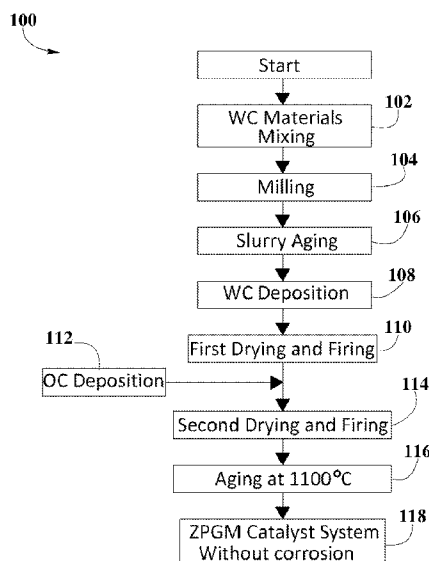 100
Start
102
WC Materials
Mixing
104
Milling
106
Slurry Aging
108
WC Deposition
110
First Drying and Firing
112
OC Deposition
114
Second Drying and Firing
116
Aging at 1100°C
118
ZPGM Catalyst System
Without corrosion